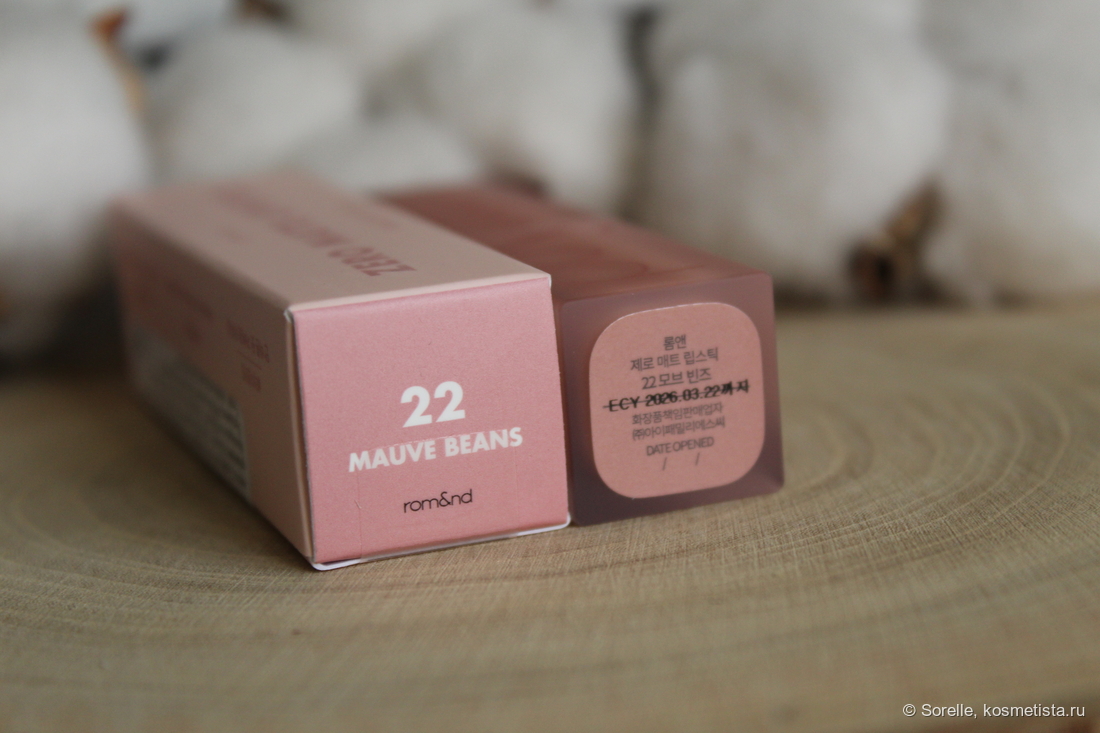 ZERO MATTE
22
MAUVE BEANS
rom&nd
롬앤
제로 매트 립스틱
22 모브 빈즈
ECY 2026.03.22까지
화장품책임판매업자
㈜아이패밀리에스씨
DATE OPENED
/ /
© Sorelle, kosmetista.ru